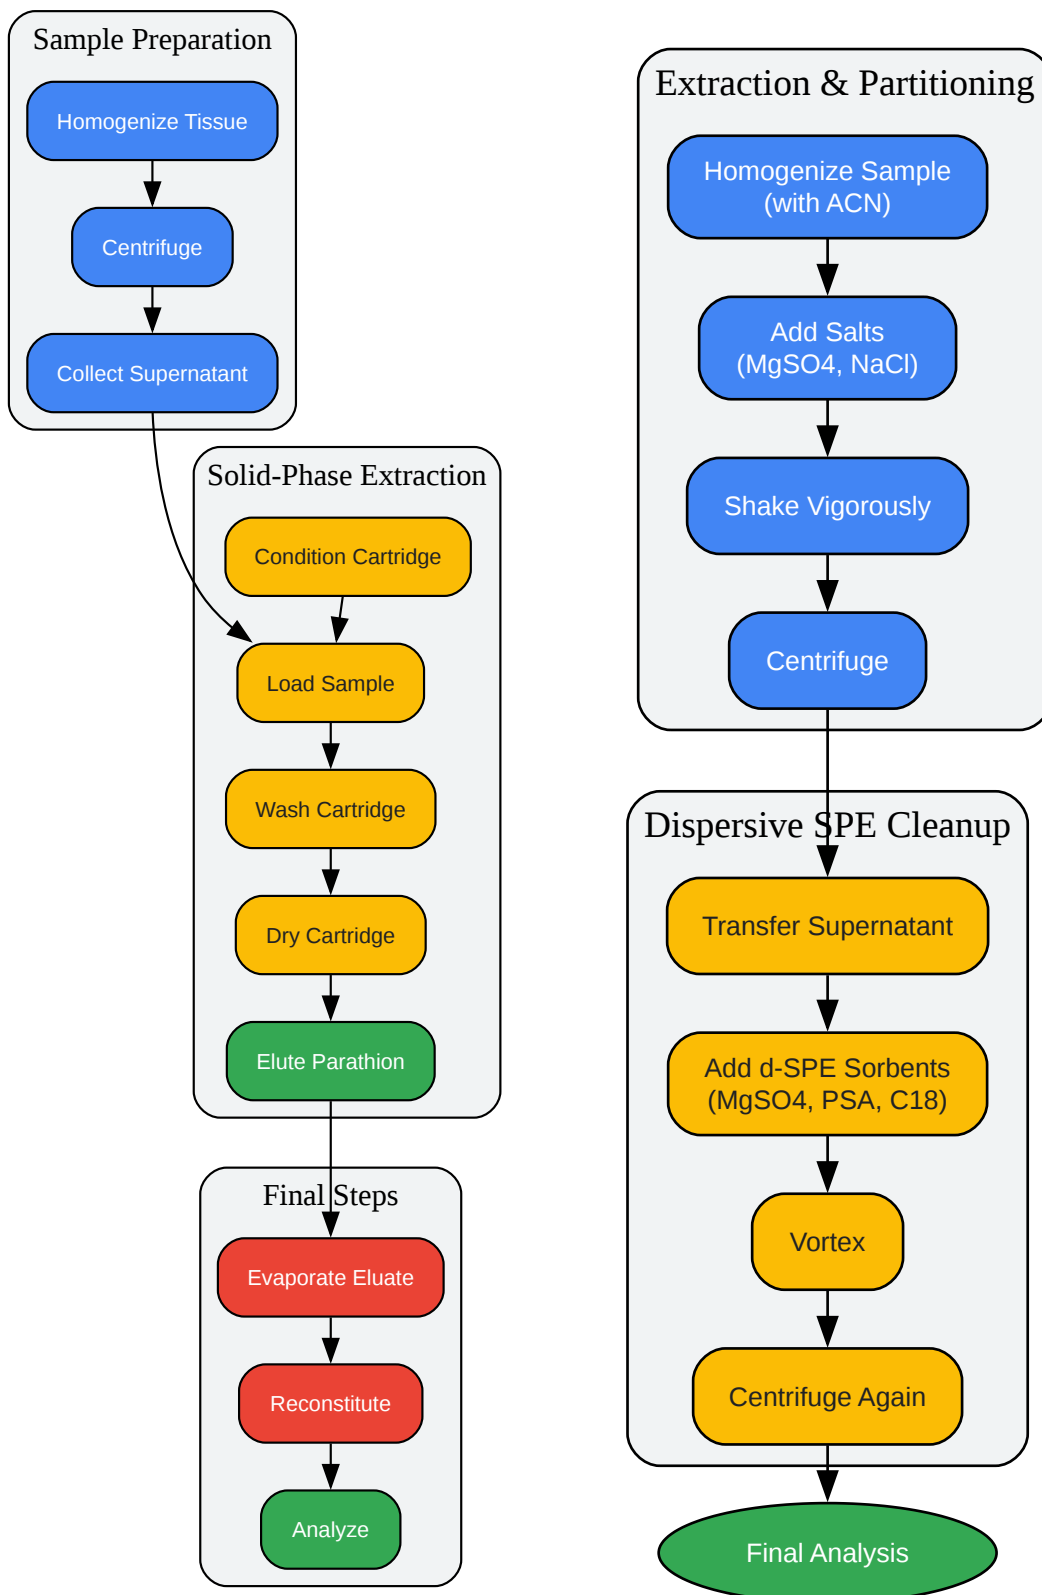 Sample Preparation
Homogenize Tissue
Centrifuge
Collect Supernatant
Solid-Phase Extraction
Condition Cartridge
Load Sample
Wash Cartridge
Dry Cartridge
Elute Parathion
Final Steps
Evaporate Eluate
Reconstitute
Analyze
Extraction & Partitioning
Homogenize Sample
(with ACN)
Add Salts
(MgSO4, NaCl)
Shake Vigorously
Centrifuge
Dispersive SPE Cleanup
Transfer Supernatant
Add d-SPE Sorbents
(MgSO4, PSA, C18)
Vortex
Centrifuge Again
Final Analysis